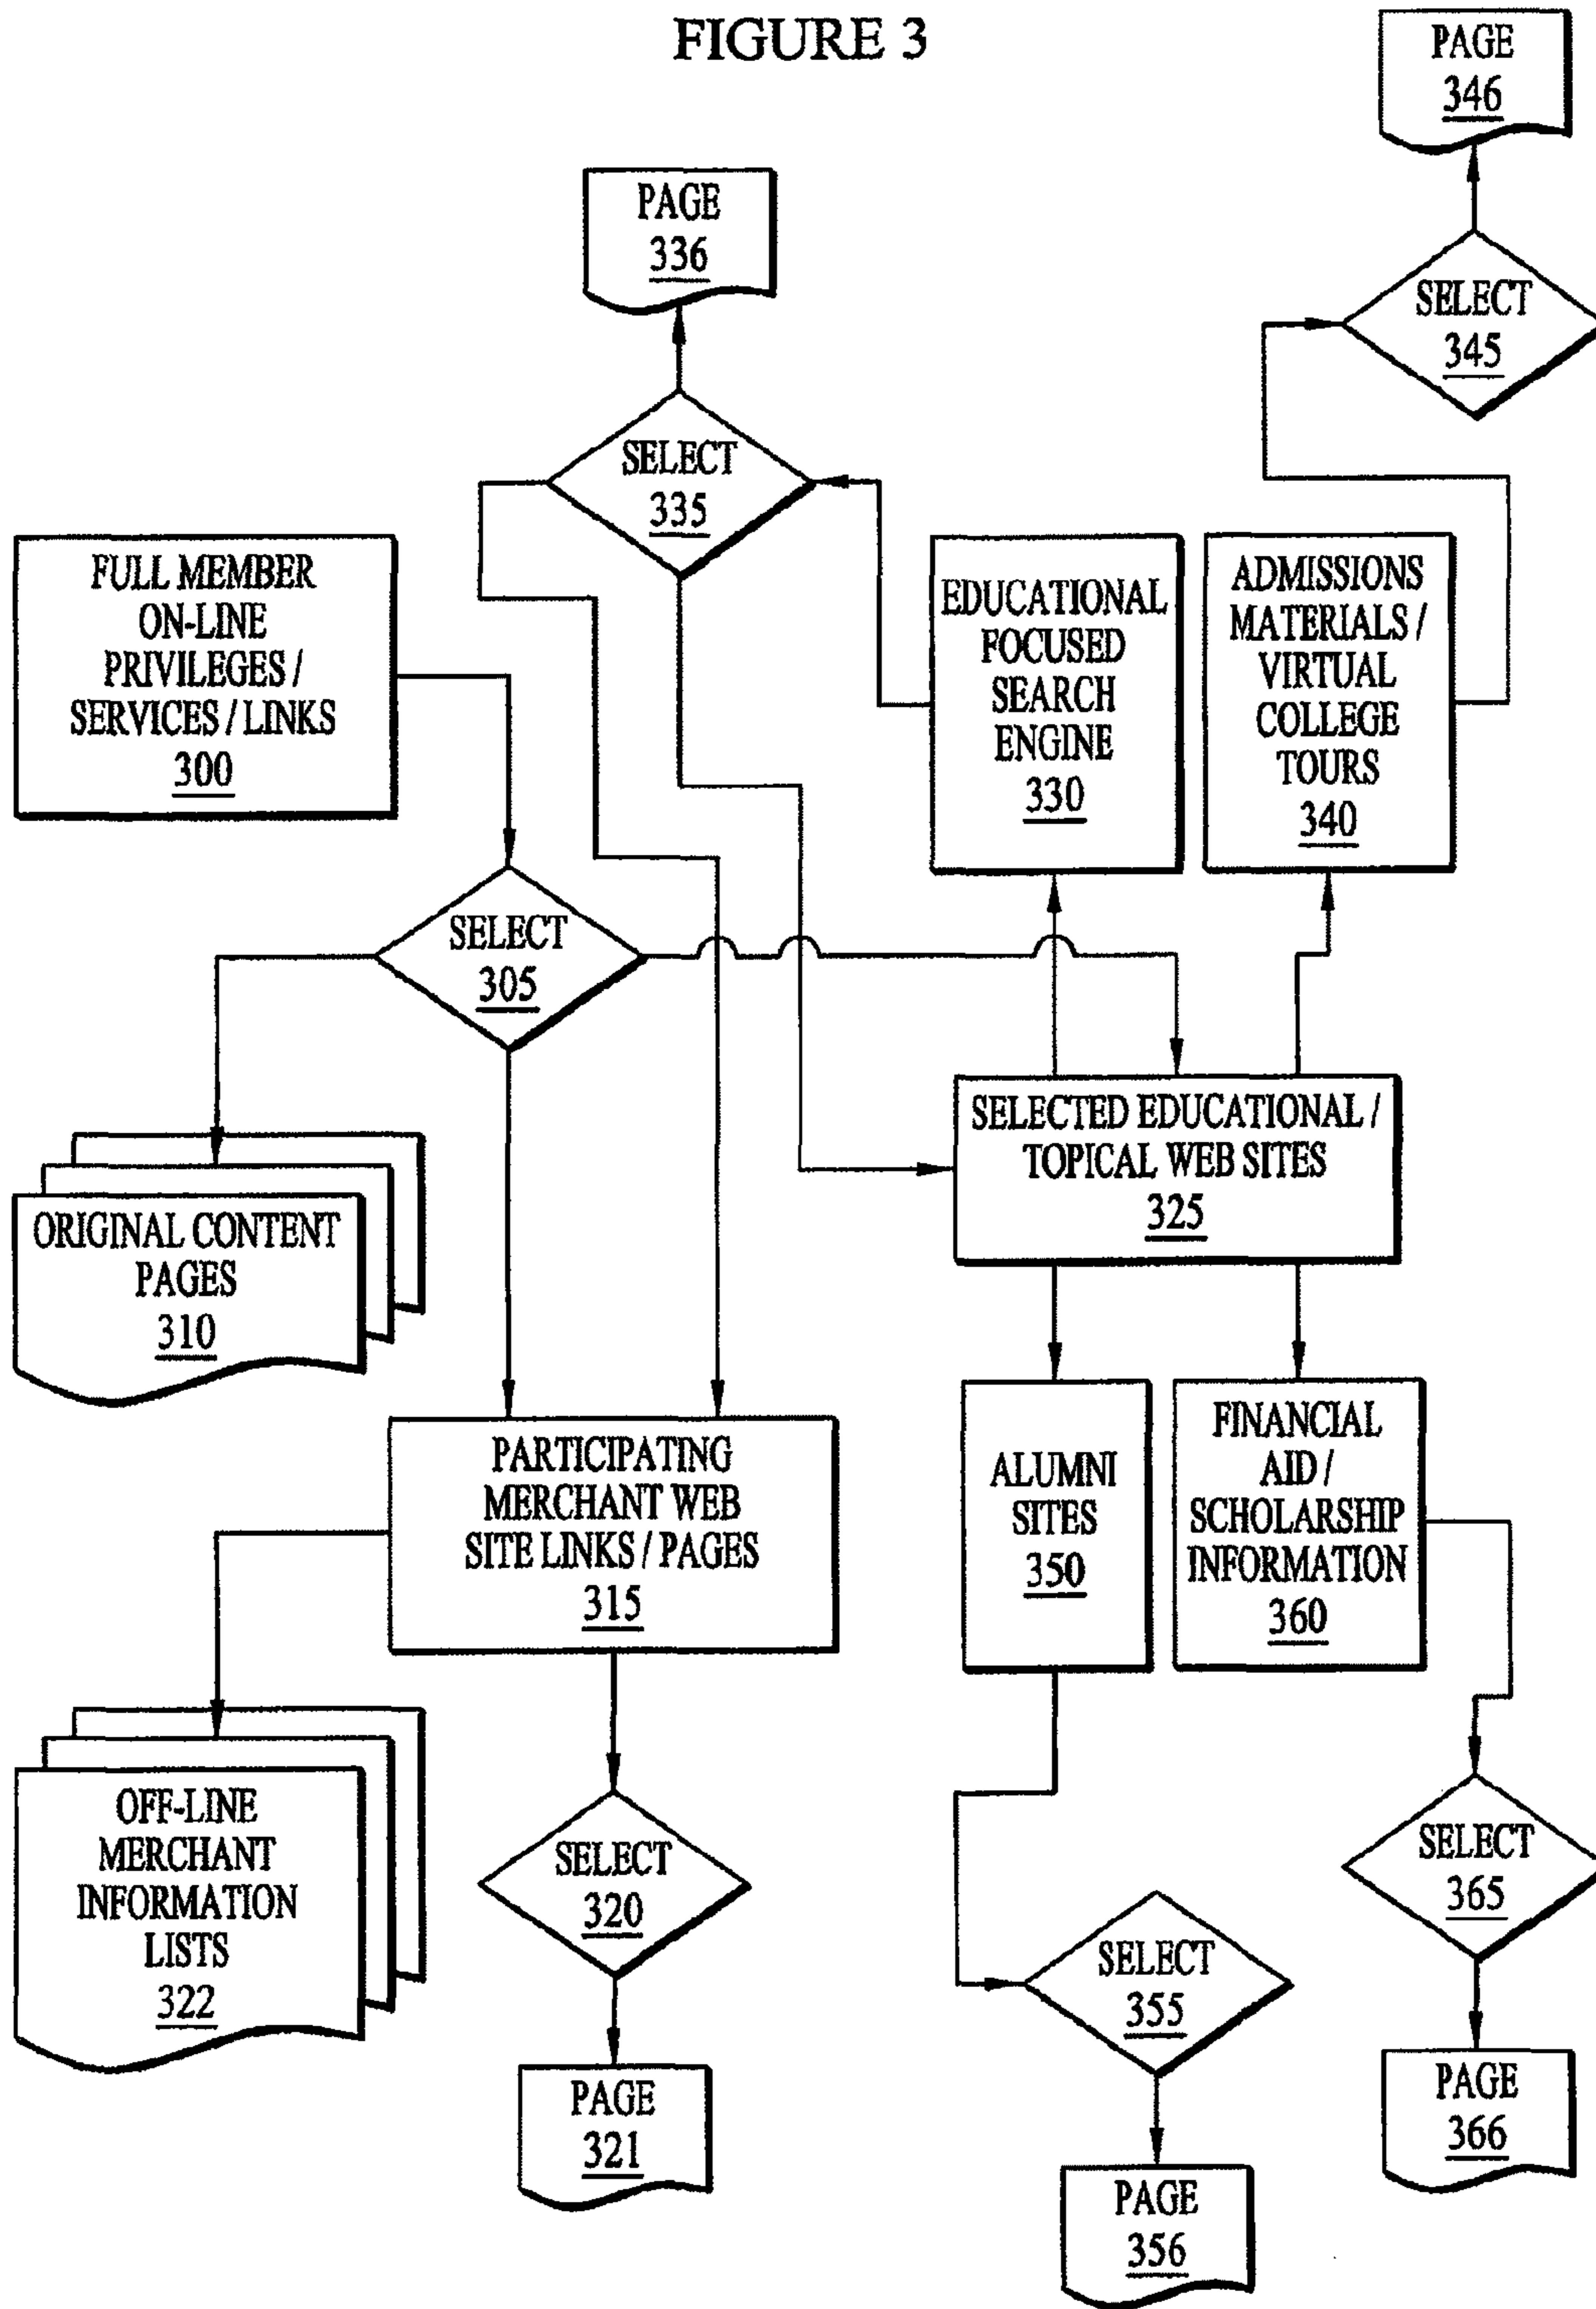 FIGURE 3
PAGE
346
PAGE
336
SELECT
345
SELECT
335
FULL MEMBER
ON-LINE
PRIVILEGES /
SERVICES / LINKS
300
EDUCATIONAL
FOCUSED
SEARCH
ENGINE
330
ADMISSIONS
MATERIALS /
VIRTUAL
COLLEGE
TOURS
340
SELECT
305
SELECTED EDUCATIONAL /
TOPICAL WEB SITES
325
ORIGINAL CONTENT
PAGES
310
PARTICIPATING
MERCHANT WEB
SITE LINKS / PAGES
315
ALUMNI
SITES
350
FINANCIAL
AID /
SCHOLARSHIP
INFORMATION
360
OFF-LINE
MERCHANT
INFORMATION
LISTS
322
SELECT
320
SELECT
365
SELECT
355
PAGE
321
PAGE
366
PAGE
356